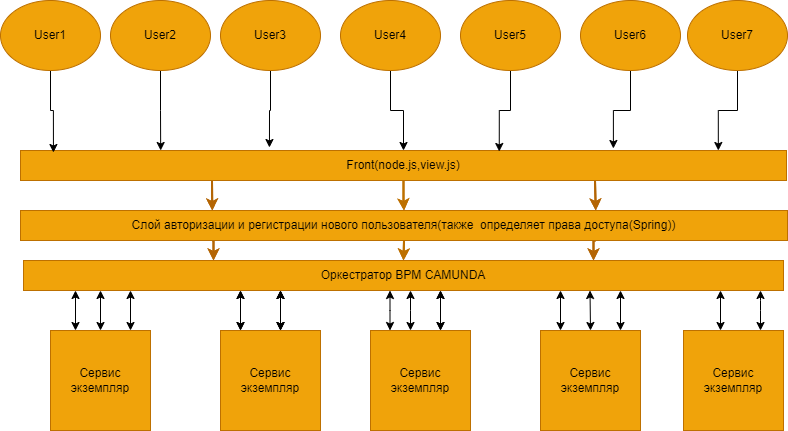 User1
User2
User3
User4
User5
User6
User7
Front(node.js,view.js)
Слой авторизации и регистрации нового пользователя(также определяет права доступа(Spring))
Оркестратор BPM CAMUNDA
Сервис
экземпляр
Сервис
экземпляр
Сервис
экземпляр
Сервис
экземпляр
Сервис
экземпляр